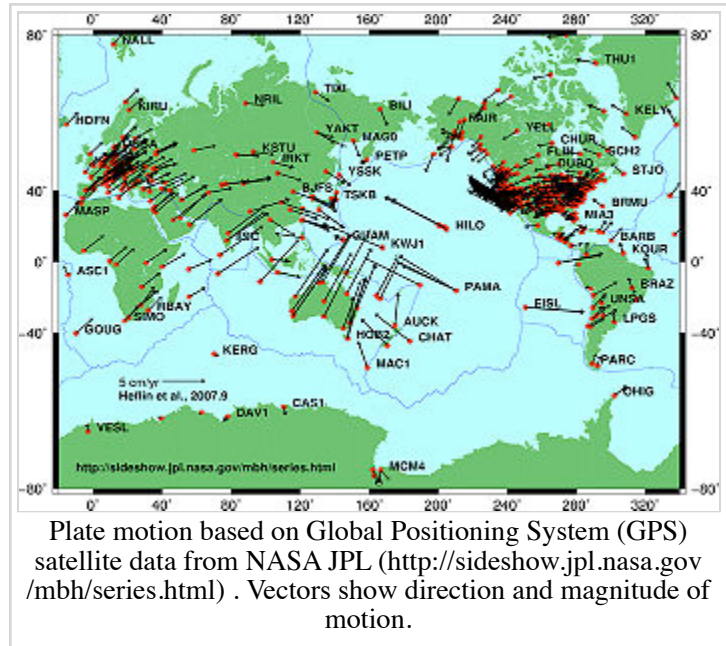 80˚ 80˚
NALL
THU1
TIXI
HOFN KIRU NRIL BILI KELY
YAKT MAG0 FAIR YELL
CHUR
KSTU PETP SCH2
IRKT FLIN
YSSK DUBO STJO
40˚ BJFS TSKB 40˚
MASP BRMU
MIA3
HILO
GUAM BARB
KWJ1 KOUR
0˚ 0˚
ASC1 PAMA BRAZ
EISL UNSA
RBAY
SIMO AUCK LPGS
GOUG HOB2 CHAT
−40˚ −40˚
KERG MAC1 PARC
5 cm/yr
Heflin et al., 2007.9 OHIG
CAS1
DAV1
VESL
http://sideshow.jpl.nasa.gov/mbh/series.html MCM4
−80˚ −80˚
0˚ 40˚ 80˚ 120˚ 160˚ 200˚ 240˚ 280˚ 320˚
Plate motion based on Global Positioning System (GPS)
satellite data from NASA JPL (http://sideshow.jpl.nasa.gov
/mbh/series.html) . Vectors show direction and magnitude of
motion.